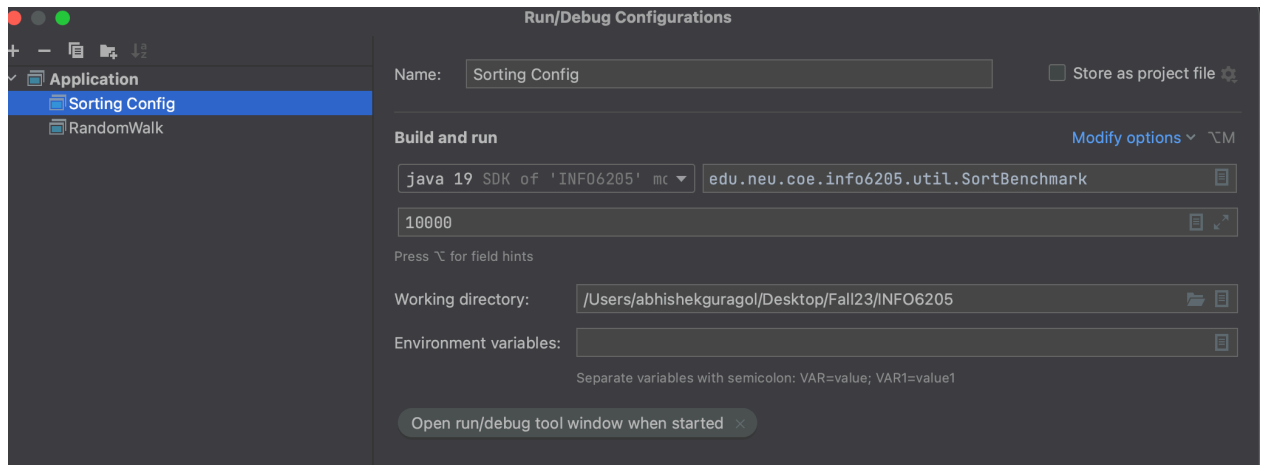 Run/Debug Configurations
Application
Sorting Config
RandomWalk
Name: Sorting Config Store as project file
Build and run Modify options ⌥M
java 19 SDK of 'INFO6205' mo edu.neu.coe.info6205.util.SortBenchmark
10000
Press ⌥ for field hints
Working directory: /Users/abhishekguragol/Desktop/Fall23/INFO6205
Environment variables:
Separate variables with semicolon: VAR=value; VAR1=value1
Open run/debug tool window when started